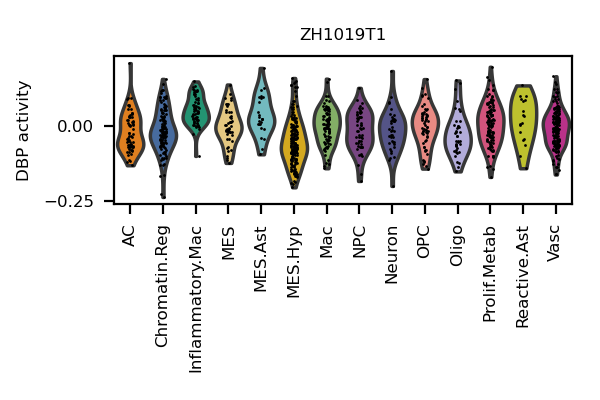 ZH1019T1
DBP activity
0.00
−0.25
AC
Chromatin.Reg
Inflammatory.Mac
MES
MES.Ast
MES.Hyp
Mac
NPC
Neuron
OPC
Oligo
Prolif.Metab
Reactive.Ast
Vasc